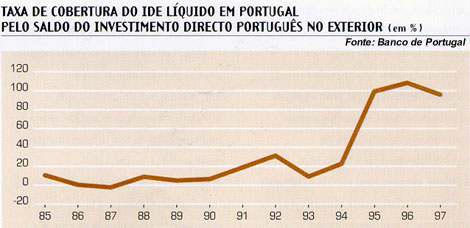 TAXA DE COBERTURA DO IDE LÍQUIDO EM PORTUGAL
PELO SALDO DO INVESTIMENTO DIRECTO PORTUGUÊS NO EXTERIOR (em %)
Fonte: Banco de Portugal
120
100
80
60
40
20
0
-20
85 86 87 88 89 90 91 92 93 94 95 96 97